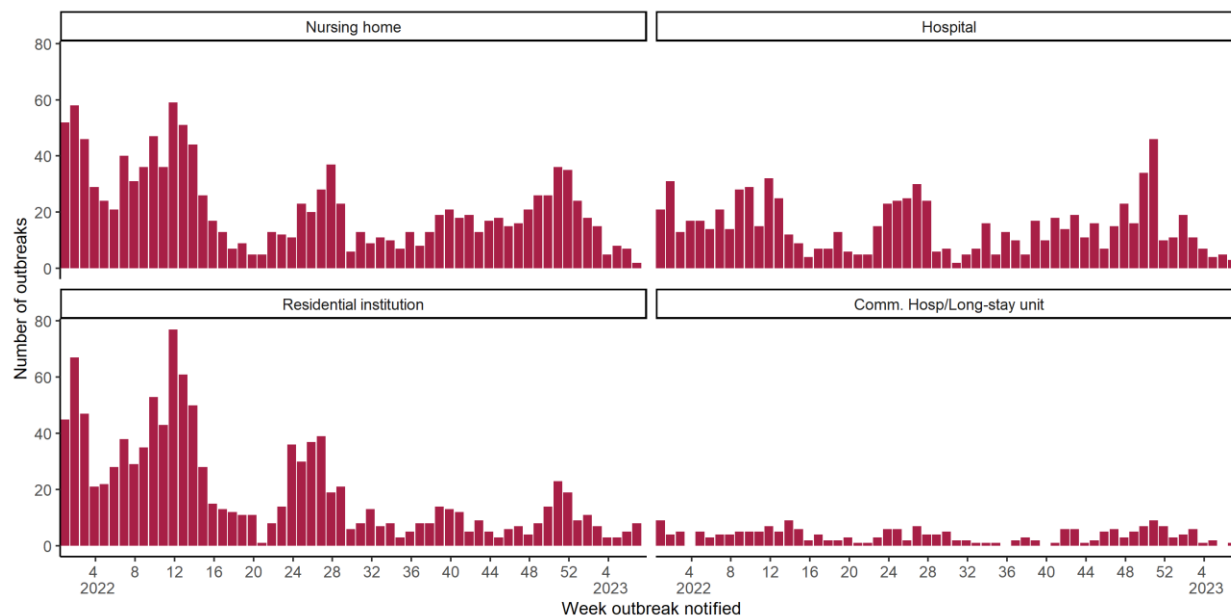 Nursing home
Hospital
80
60
40
20
0
Residential institution
Comm. Hosp/Long-stay unit
80
60
40
20
0
Number of outbreaks
4 8 12 16 20 24 28 32 36 40 44 48 52 4
2022 2023
4 8 12 16 20 24 28 32 36 40 44 48 52 4
2022 2023
Week outbreak notified